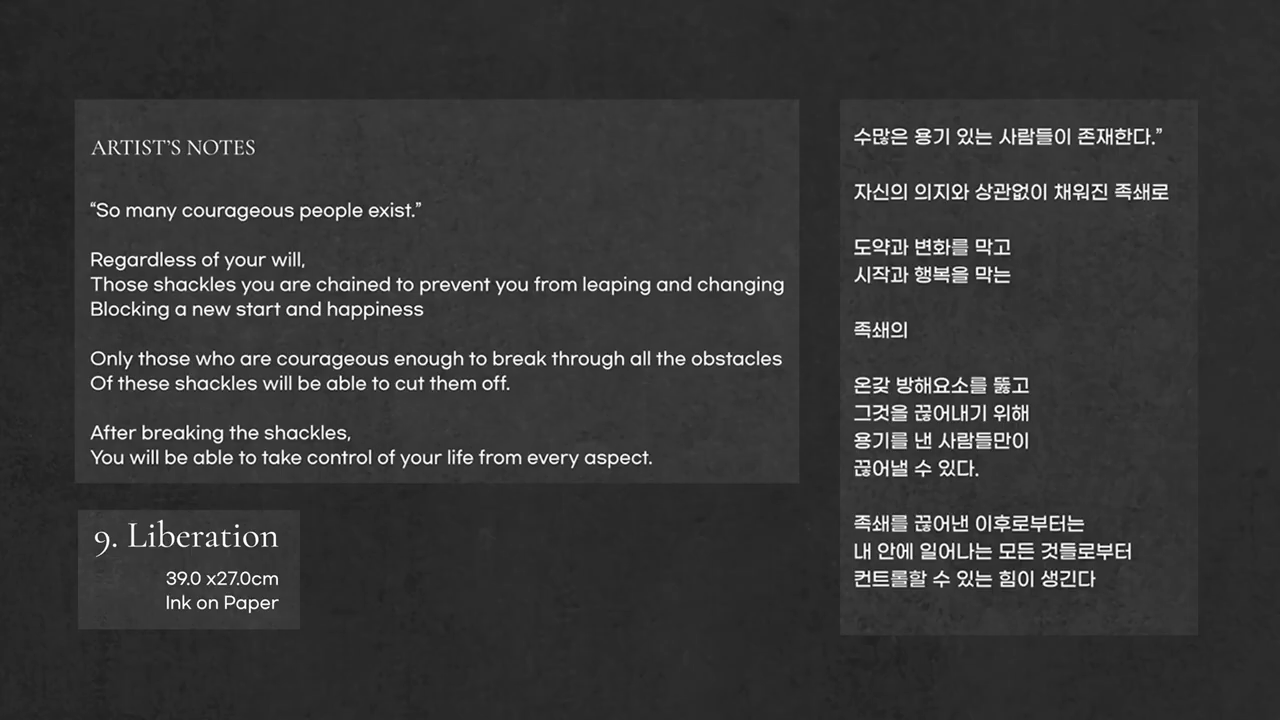 ARTIST'S NOTES
“So many courageous people exist.”
Regardless of your will,
Those shackles you are chained to prevent you from leaping and changing
Blocking a new start and happiness
Only those who are courageous enough to break through all the obstacles
Of these shackles will be able to cut them off.
After breaking the shackles,
You will be able to take control of your life from every aspect.
9. Liberation
39.0 x27.0cm
Ink on Paper
수많은 용기 있는 사람들이 존재한다.”
자신의 의지와 상관없이 채워진 족쇄로
도약과 변화를 막고
시작과 행복을 막는
족쇄의
온갖 방해요소를 뚫고
그것을 끊어내기 위해
용기를 낸 사람들만이
끊어낼 수 있다.
족쇄를 끊어낸 이후로부터는
내 안에 일어나는 모든 것들로부터
컨트롤할 수 있는 힘이 생긴다